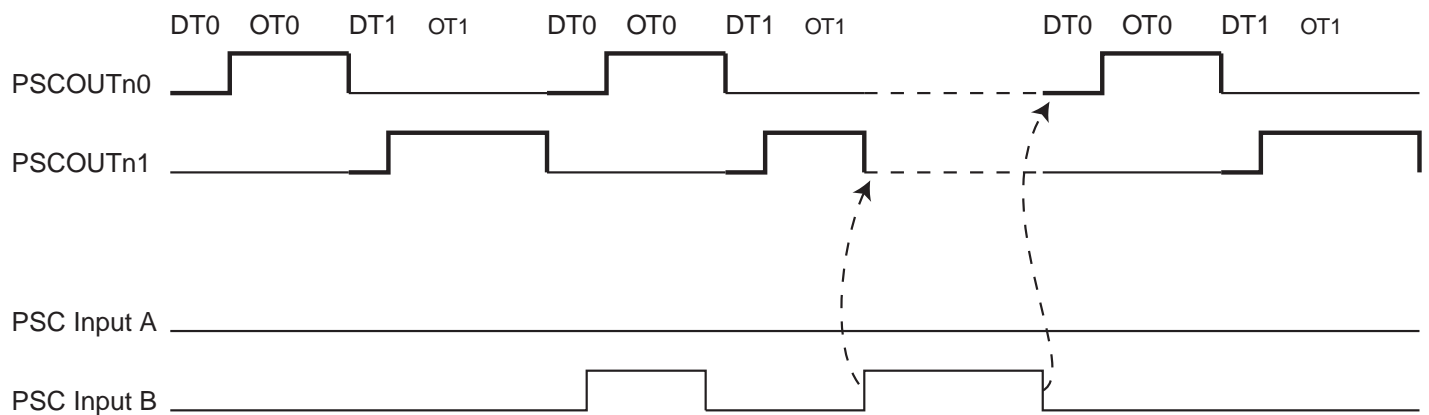 DT0 OT0 DT1 OT1 DT0 OT0 DT1 OT1 DT0 OT0 DT1 OT1
PSCOUTn0
PSCOUTn1
PSC Input A
PSC Input B